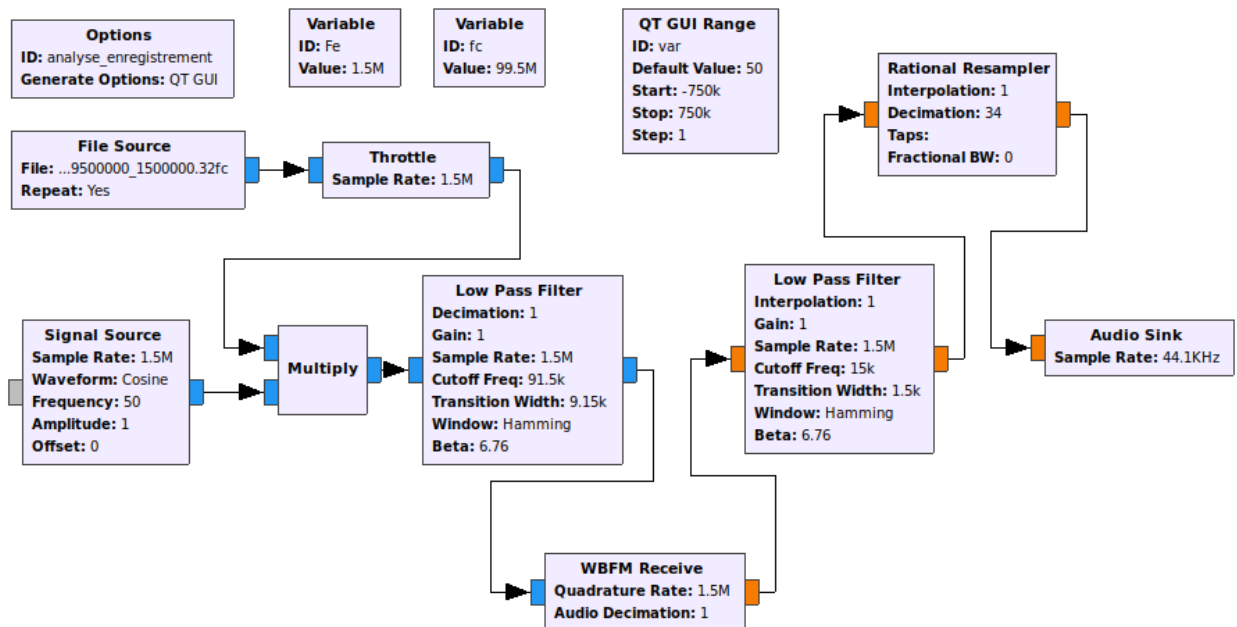 Options
ID: analyse_enregistrement
Generate Options: QT GUI
Variable
ID: Fe
Value: 1.5M
Variable
ID: fc
Value: 99.5M
QT GUI Range
ID: var
Default Value: 50
Start: -750k
Stop: 750k
Step: 1
Rational Resampler
Interpolation: 1
Decimation: 34
Taps:
Fractional BW: 0
File Source
File: ...9500000_1500000.32fc
Repeat: Yes
Throttle
Sample Rate: 1.5M
Signal Source
Sample Rate: 1.5M
Waveform: Cosine
Frequency: 50
Amplitude: 1
Offset: 0
Multiply
Low Pass Filter
Decimation: 1
Gain: 1
Sample Rate: 1.5M
Cutoff Freq: 91.5k
Transition Width: 9.15k
Window: Hamming
Beta: 6.76
Low Pass Filter
Interpolation: 1
Gain: 1
Sample Rate: 1.5M
Cutoff Freq: 15k
Transition Width: 1.5k
Window: Hamming
Beta: 6.76
Audio Sink
Sample Rate: 44.1KHz
WBFM Receive
Quadrature Rate: 1.5M
Audio Decimation: 1